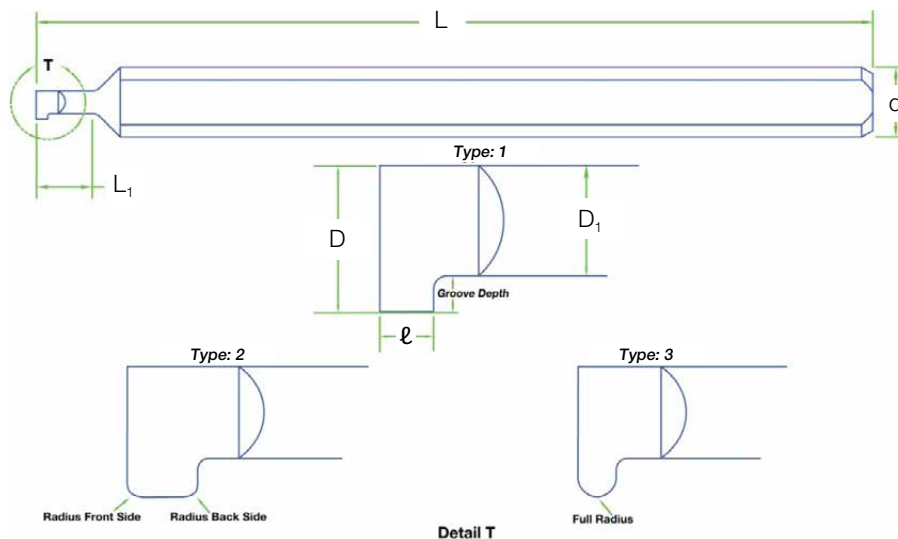 L
T
d
L₁
Type: 1
D
D₁
Groove Depth
ℓ
Type: 2
Type: 3
Radius Front Side
Radius Back Side
Full Radius
Detail T